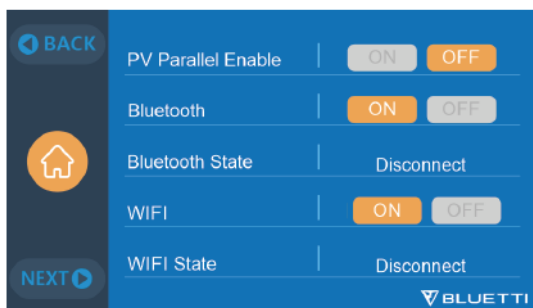 BACK
PV Parallel Enable ON OFF
Bluetooth ON OFF
Bluetooth State Disconnect
WIFI ON OFF
WIFI State Disconnect
NEXT
BLUETTI